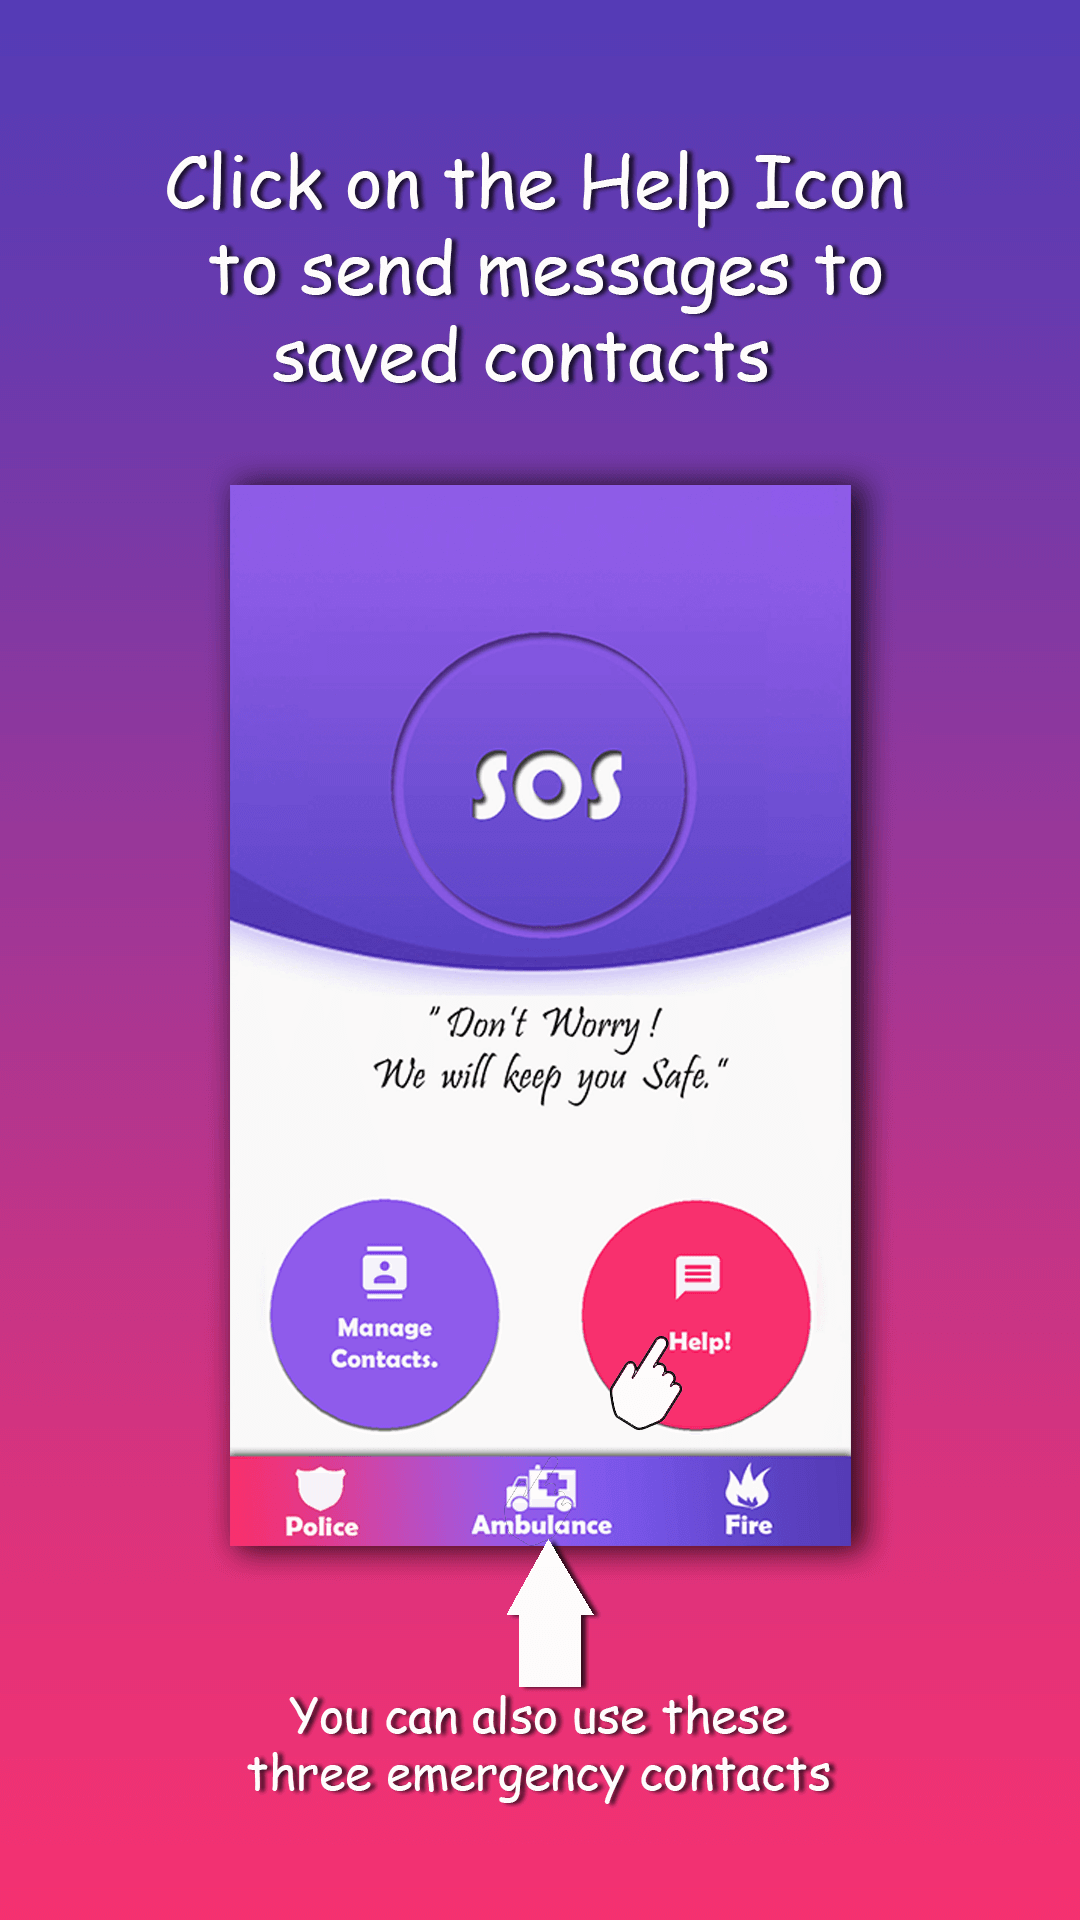 Click on the Help Icon
to send messages to
saved contacts
SOS
"Don't Worry!
We will keep you Safe."
Manage
Contacts.
Help!
Police
Ambulance
Fire
You can also use these
three emergency contacts